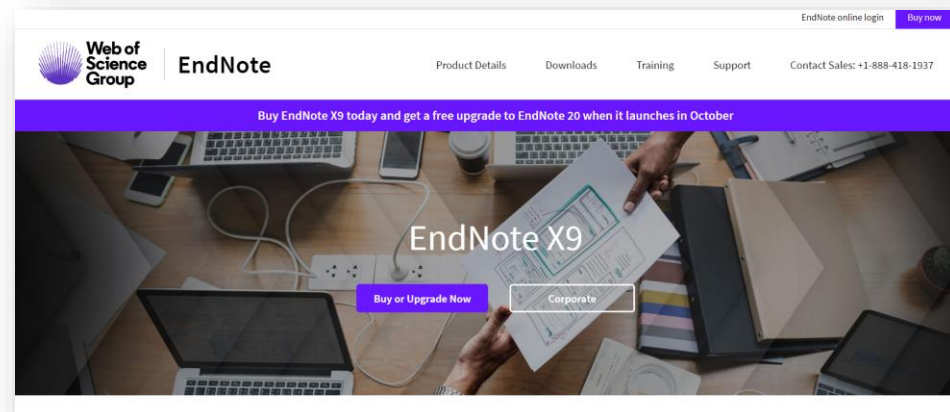 EndNote online login Buy now
Web of
Science
Group
EndNote
Product Details Downloads Training Support Contact Sales: +1-888-418-1937
Buy EndNote X9 today and get a free upgrade to EndNote 20 when it launches in October
EndNote X9
Buy or Upgrade Now Corporate